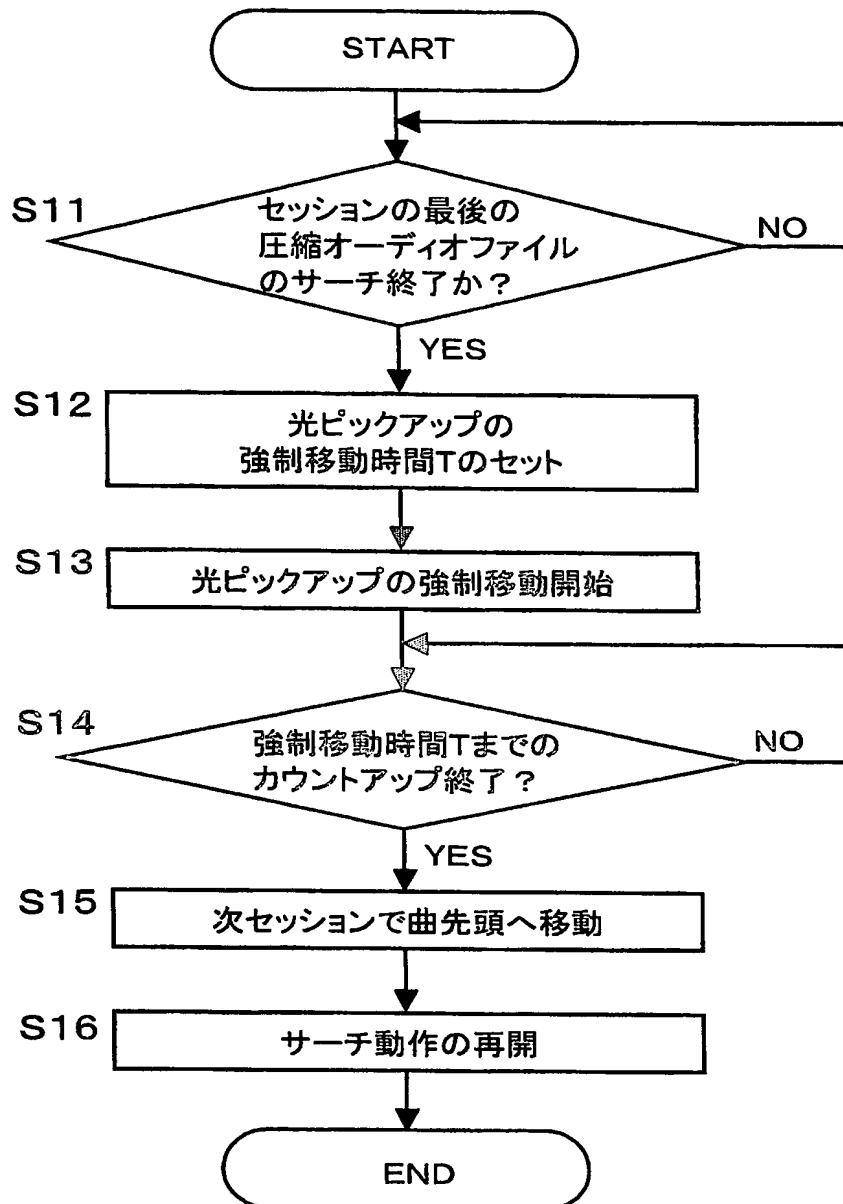 START
S11
セッションの最後の
圧縮オーディオファイル
のサーチ終了か？
NO
YES
S12
光ピックアップの
強制移動時間Tのセット
S13
光ピックアップの強制移動開始
S14
強制移動時間Tまでの
カウントアップ終了？
NO
YES
S15
次セッションで曲先頭へ移動
S16
サーチ動作の再開
END